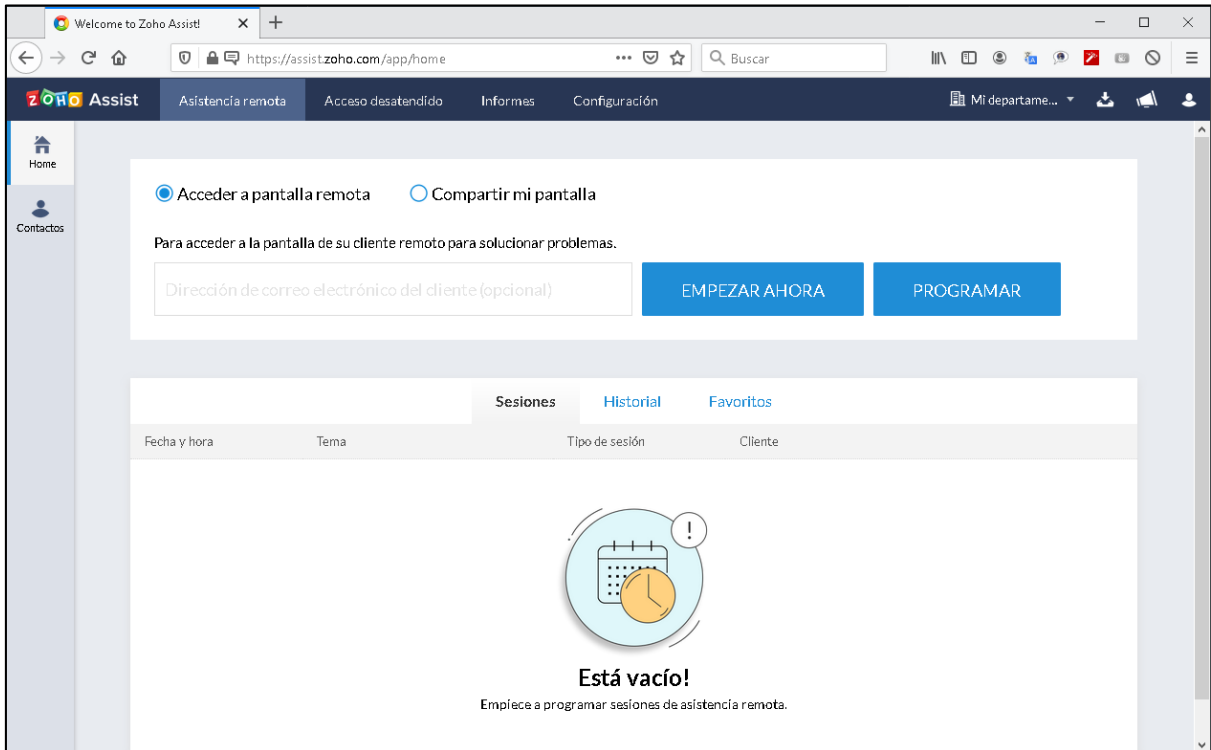 Welcome to Zoho Assist!
https://assist.zoho.com/app/home
Buscar
ZOHO Assist
Asistencia remota
Acceso desatendido
Informes
Configuración
Mi departame...
Home
Contactos
Acceder a pantalla remota
Compartir mi pantalla
Para acceder a la pantalla de su cliente remoto para solucionar problemas.
Dirección de correo electrónico del cliente (opcional)
EMPEZAR AHORA
PROGRAMAR
Sesiones
Historial
Favoritos
Fecha y hora
Tema
Tipo de sesión
Cliente
Está vacío!
Empiece a programar sesiones de asistencia remota.